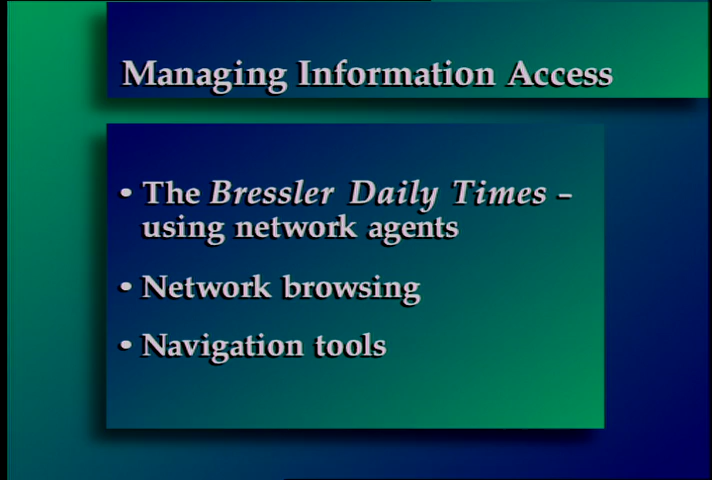 Managing Information Access
• The Bressler Daily Times –
using network agents
• Network browsing
• Navigation tools